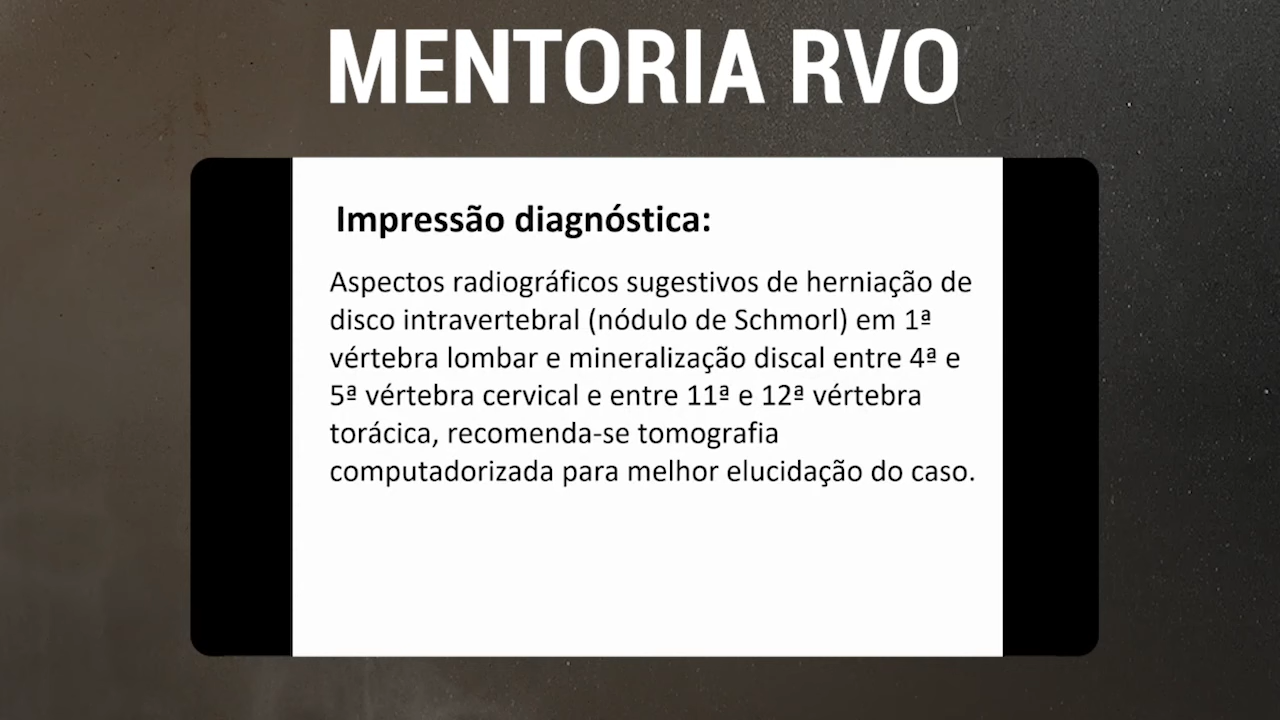 MENTORIA RVO
Impressão diagnóstica:
Aspectos radiográficos sugestivos de herniação de
disco intravertebral (nódulo de Schmorl) em 1ª
vértebra lombar e mineralização discal entre 4ª e
5ª vértebra cervical e entre 11ª e 12ª vértebra
torácica, recomenda-se tomografia
computadorizada para melhor elucidação do caso.